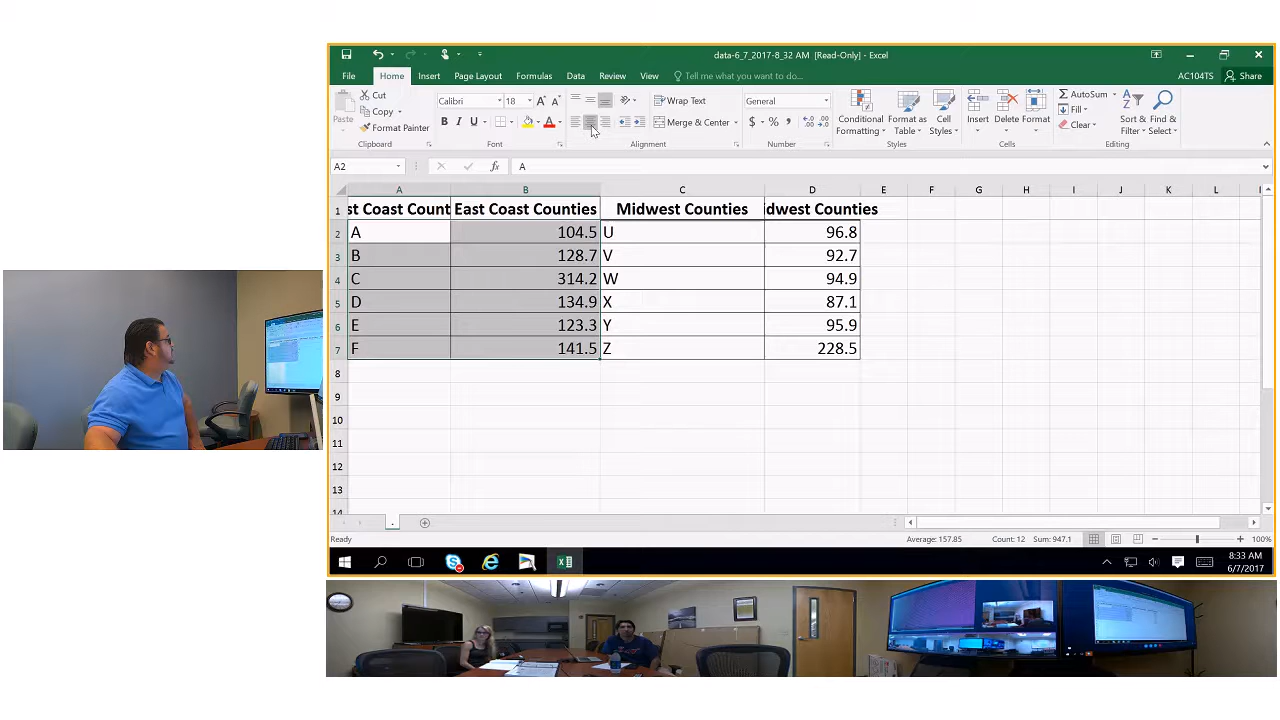 data-6_7_2017-8_32 AM [Read-Only] - Excel
File Home Insert Page Layout Formulas Data Review View Tell me what you want to do... AC104TS Share
Cut
Copy
Format Painter
Paste
Clipboard
Calibri 18
B I U
Font
Wrap Text
Merge & Center
Alignment
General
$ % ,
Number
Conditional Formatting
Format as Table
Cell Styles
Styles
Insert Delete Format
Cells
AutoSum
Fill
Clear
Sort & Filter
Find & Select
Editing
A2 fx A
A B C D E F G H I J K L
1 st Coast Count East Coast Counties Midwest Counties idwest Counties
2 A 104.5 U 96.8
3 B 128.7 V 92.7
4 C 314.2 W 94.9
5 D 134.9 X 87.1
6 E 123.3 Y 95.9
7 F 141.5 Z 228.5
8
9
10
11
12
13
14
.
Ready Average: 157.85 Count: 12 Sum: 947.1 100%
8:33 AM
6/7/2017